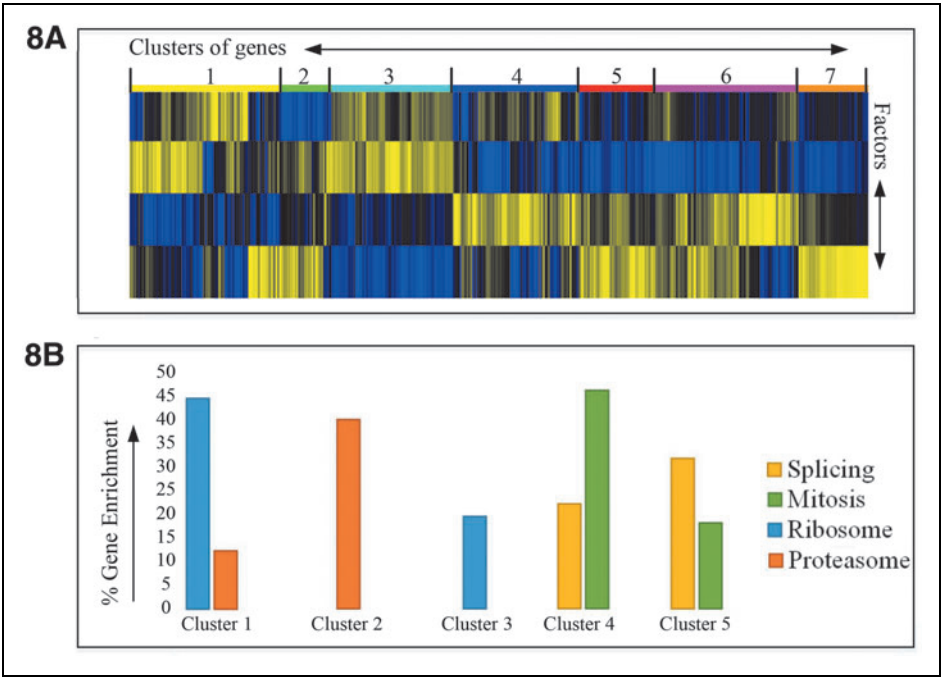 8A
Clusters of genes
1 2 3 4 5 6 7
Factors
8B
50
45
40
35
30
25
20
15
10
5
0
% Gene Enrichment
Cluster 1 Cluster 2 Cluster 3 Cluster 4 Cluster 5
Splicing
Mitosis
Ribosome
Proteasome